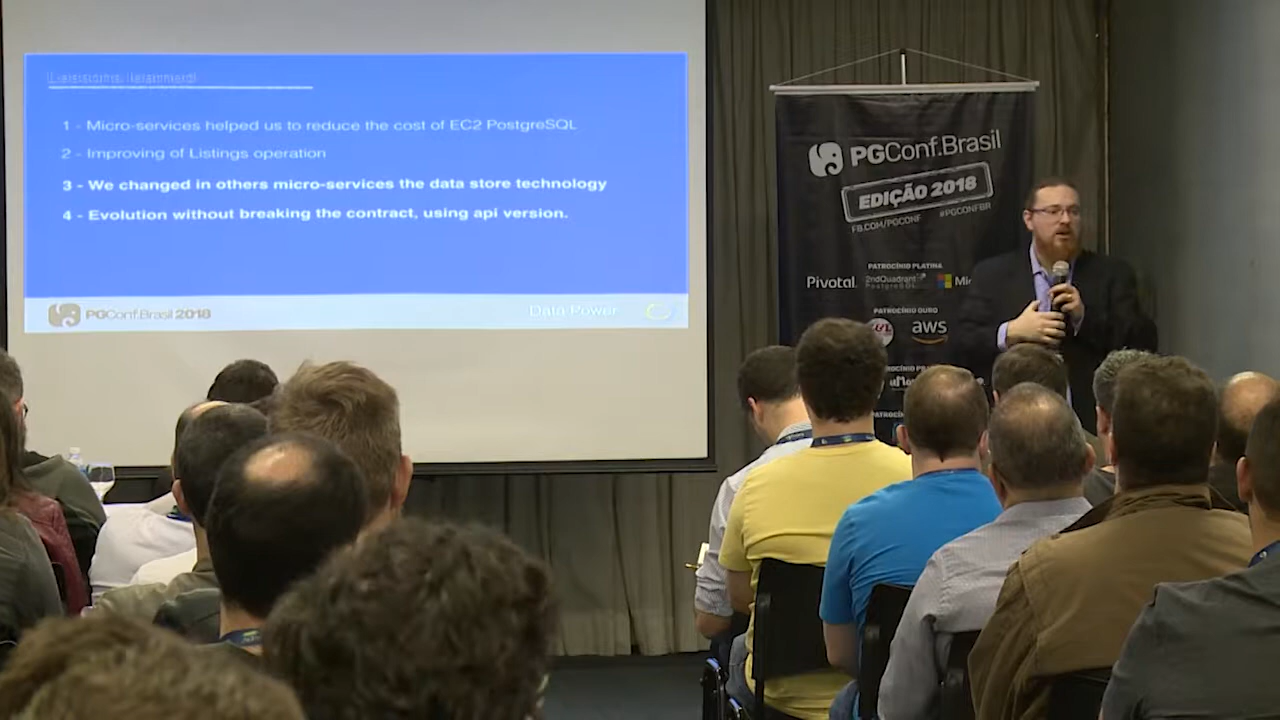 Lessons learned
1 - Micro-services helped us to reduce the cost of EC2 PostgreSQL
2 - Improving of Listings operation
3 - We changed in others micro-services the data store technology
4 - Evolution without breaking the contract, using api version.
PGConf.Brasil 2018
Data Power
PGConf.Brasil
EDIÇÃO 2018
FB.COM/PGCONF #PGCONFBR
PATROCÍNIO PLATINA
Pivotal. 2ndQuadrant PostgreSQL Mic
PATROCÍNIO OURO
aws